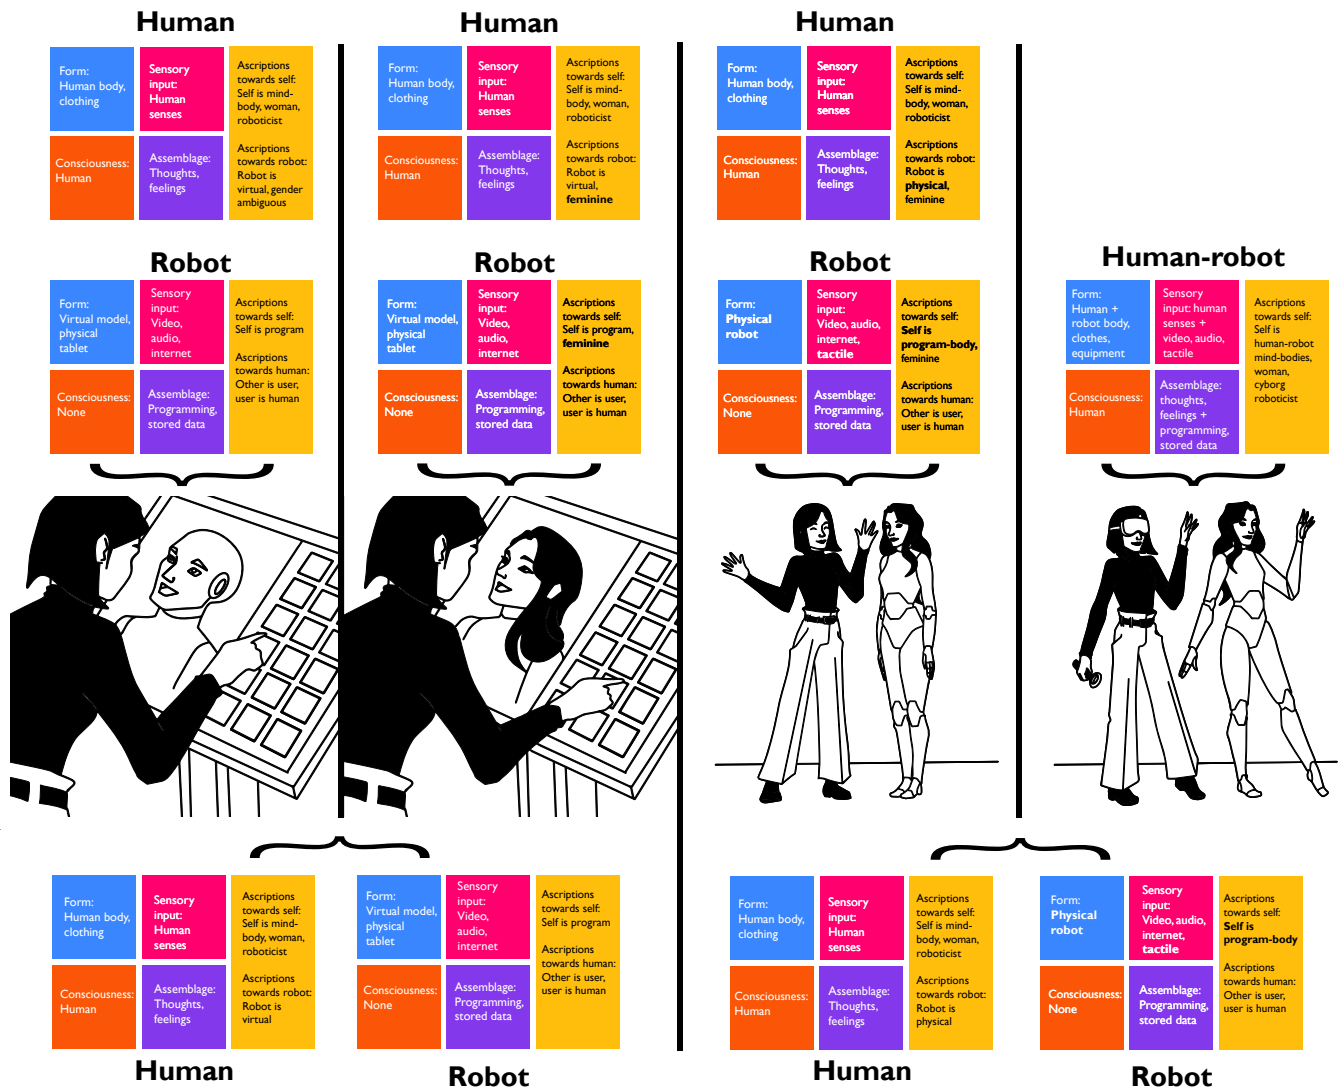 Human
Form:
Human body,
clothing
Sensory
input:
Human
senses
Ascriptions
towards self:
Self is mind-
body, woman,
roboticist
Ascriptions
towards robot:
Robot is
virtual, gender
ambiguous
Consciousness:
Human
Assemblage:
Thoughts,
feelings
Robot
Form:
Virtual model,
physical
tablet
Sensory
input:
Video,
audio,
internet
Ascriptions
towards self:
Self is program
Ascriptions
towards human:
Other is user,
user is human
Consciousness:
None
Assemblage:
Programming,
stored data
Human
Form:
Human body,
clothing
Sensory
input:
Human
senses
Ascriptions
towards self:
Self is mind-
body, woman,
roboticist
Ascriptions
towards robot:
Robot is
virtual,
feminine
Consciousness:
Human
Assemblage:
Thoughts,
feelings
Robot
Form:
Virtual model,
physical
tablet
Sensory
input:
Video,
audio,
internet
Ascriptions
towards self:
Self is program,
feminine
Ascriptions
towards human:
Other is user,
user is human
Consciousness:
None
Assemblage:
Programming,
stored data
Human
Form:
Human body,
clothing
Sensory
input:
Human
senses
Ascriptions
towards self:
Self is mind-
body, woman,
roboticist
Ascriptions
towards robot:
Robot is
physical,
feminine
Consciousness:
Human
Assemblage:
Thoughts,
feelings
Robot
Form:
Physical
robot
Sensory
input:
Video, audio,
internet,
tactile
Ascriptions
towards self:
Self is
program-body,
feminine
Ascriptions
towards human:
Other is user,
user is human
Consciousness:
None
Assemblage:
Programming,
stored data
Human-robot
Form:
Human +
robot body,
clothes,
equipment
Sensory
input: human
senses +
video, audio,
tactile
Ascriptions
towards self:
Self is
human-robot
mind-bodies,
woman,
cyborg
roboticist
Consciousness:
Human
Assemblage:
thoughts,
feelings +
programming,
stored data
Form:
Human body,
clothing
Sensory
input:
Human
senses
Ascriptions
towards self:
Self is mind-
body, woman,
roboticist
Ascriptions
towards robot:
Robot is
virtual
Consciousness:
Human
Assemblage:
Thoughts,
feelings
Human
Form:
Virtual model,
physical
tablet
Sensory
input:
Video,
audio,
internet
Ascriptions
towards self:
Self is program
Ascriptions
towards human:
Other is user,
user is human
Consciousness:
None
Assemblage:
Programming,
stored data
Robot
Form:
Human body,
clothing
Sensory
input:
Human
senses
Ascriptions
towards self:
Self is mind-
body, woman,
roboticist
Ascriptions
towards robot:
Robot is
physical
Consciousness:
Human
Assemblage:
Thoughts,
feelings
Human
Form:
Physical
robot
Sensory
input:
Video, audio,
internet,
tactile
Ascriptions
towards self:
Self is
program-body
Ascriptions
towards human:
Other is user,
user is human
Consciousness:
None
Assemblage:
Programming,
stored data
Robot